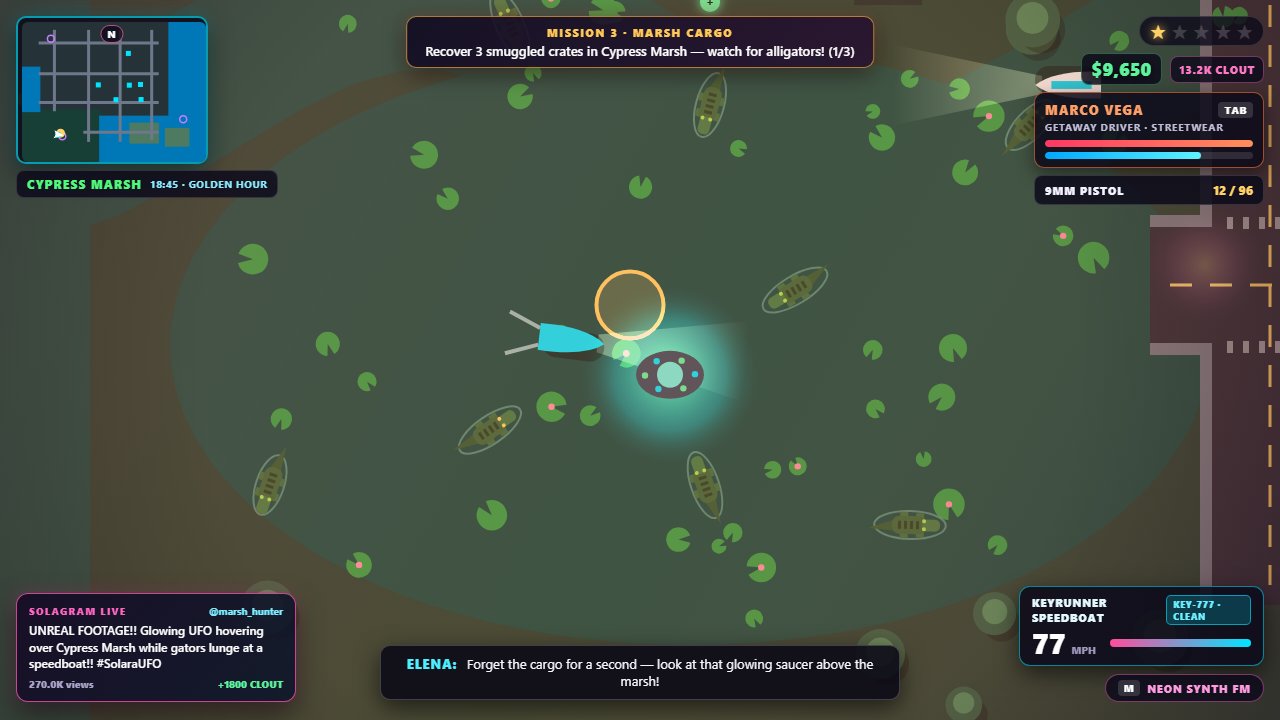 N
CYPRESS MARSH 18:45 · GOLDEN HOUR
MISSION 3 · MARSH CARGO
Recover 3 smuggled crates in Cypress Marsh — watch for alligators! (1/3)
$9,650
13.2K CLOUT
MARCO VEGA TAB
GETAWAY DRIVER · STREETWEAR
9MM PISTOL 12 / 96
SOLAGRAM LIVE @marsh_hunter
UNREAL FOOTAGE!! Glowing UFO hovering
over Cypress Marsh while gators lunge at a
speedboat!! #SolaraUFO
270.0K views +1800 CLOUT
ELENA: Forget the cargo for a second — look at that glowing saucer above the
marsh!
KEYRUNNER
SPEEDBOAT
KEY-777 ·
CLEAN
77 MPH
M NEON SYNTH FM